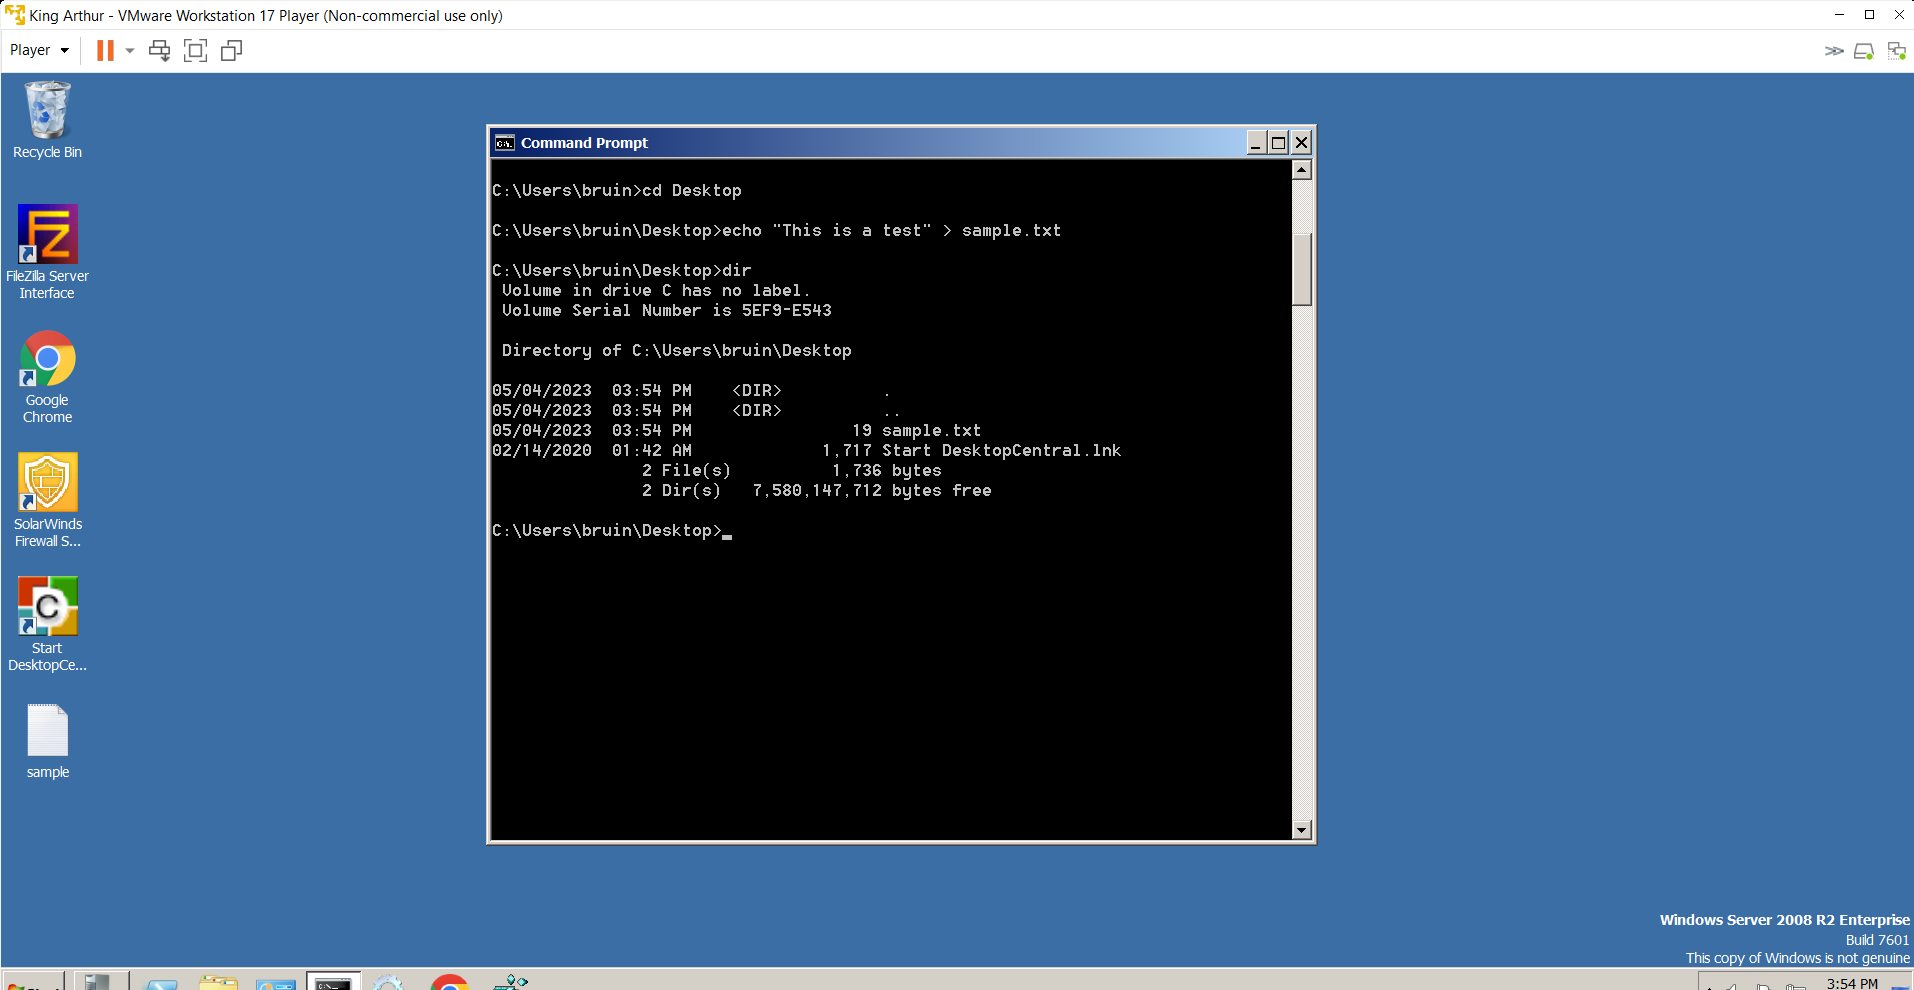 King Arthur - VMware Workstation 17 Player (Non-commercial use only)
Player
Recycle Bin
FileZilla Server
Interface
Google
Chrome
SolarWinds
Firewall S...
Start
DesktopCe...
sample
Command Prompt
C:\Users\bruin>cd Desktop
C:\Users\bruin\Desktop>echo "This is a test" > sample.txt
C:\Users\bruin\Desktop>dir
 Volume in drive C has no label.
 Volume Serial Number is 5EF9-E543
 Directory of C:\Users\bruin\Desktop
05/04/2023  03:54 PM    <DIR>          .
05/04/2023  03:54 PM    <DIR>          ..
05/04/2023  03:54 PM                19 sample.txt
02/14/2020  01:42 AM             1,717 Start DesktopCentral.lnk
               2 File(s)          1,736 bytes
               2 Dir(s)   7,580,147,712 bytes free
C:\Users\bruin\Desktop>
Windows Server 2008 R2 Enterprise
Build 7601
This copy of Windows is not genuine
3:54 PM